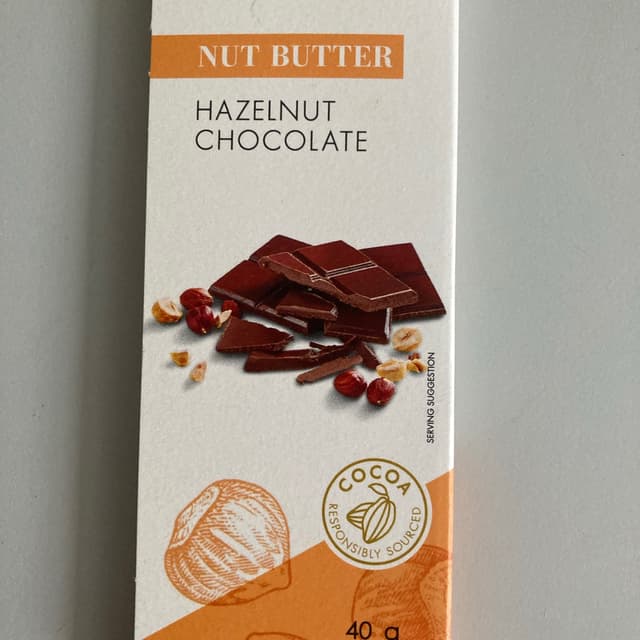 NUT BUTTER
HAZELNUT
CHOCOLATE
SERVING SUGGESTION
COCOA
RESPONSIBLY SOURCED
40 g